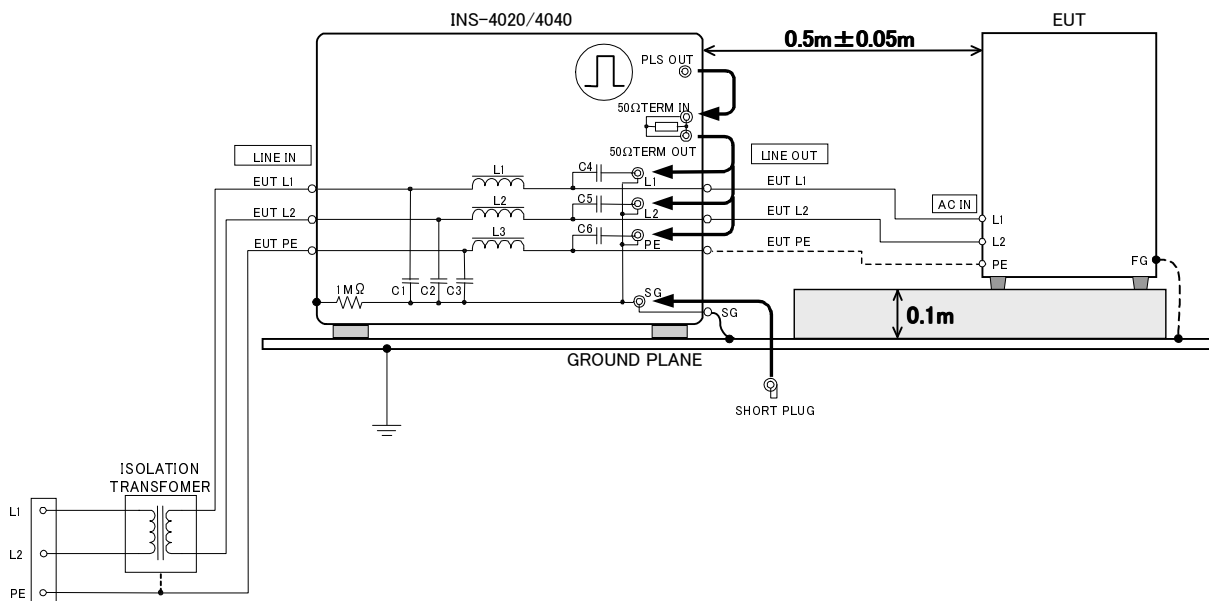 INS-4020/4040
EUT
0.5m±0.05m
PLS OUT
50ΩTERM IN
50ΩTERM OUT
LINE IN
LINE OUT
L1
C4
EUT L1
L1
EUT L1
AC IN
L2
C5
EUT L2
L2
EUT L2
L1
L3
C6
EUT PE
PE
EUT PE
L2
PE
FG
1MΩ
C1
C2
C3
SG
SG
0.1m
GROUND PLANE
SHORT PLUG
ISOLATION
TRANSFOMER
L1
L2
PE